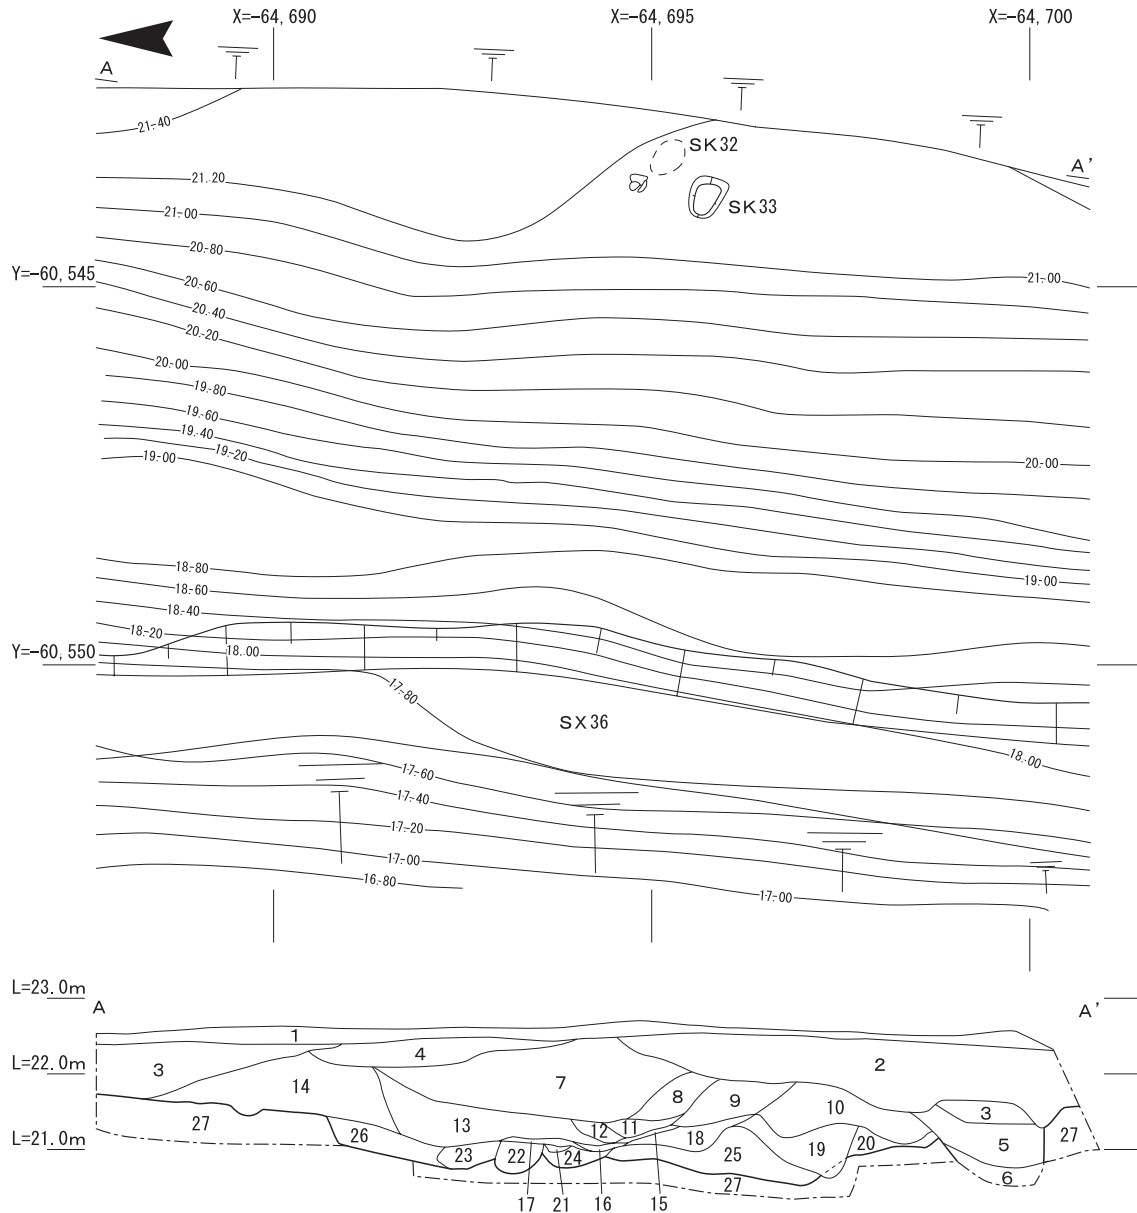 X=-64,690 X=-64,695 X=-64,700
A
21.40
SK32
A'
21.20
SK33
21.00
20.80
Y=-60,545
21.00
20.60
20.40
20.20
20.00
19.80
19.60
19.40
19.20
19.00
20.00
18.80
19.00
18.60
18.40
18.20
Y=-60,550
18.00
17.80
SX36
18.00
17.60
17.40
17.20
17.00
16.80
17.00
L=23.0m
A
A'
1
L=22.0m
3 4 7 2
14 8 9 10 3
27 26 13 12 11 18 19 20 5 27
L=21.0m
23 22 24 25 27 6
17 21 16 15